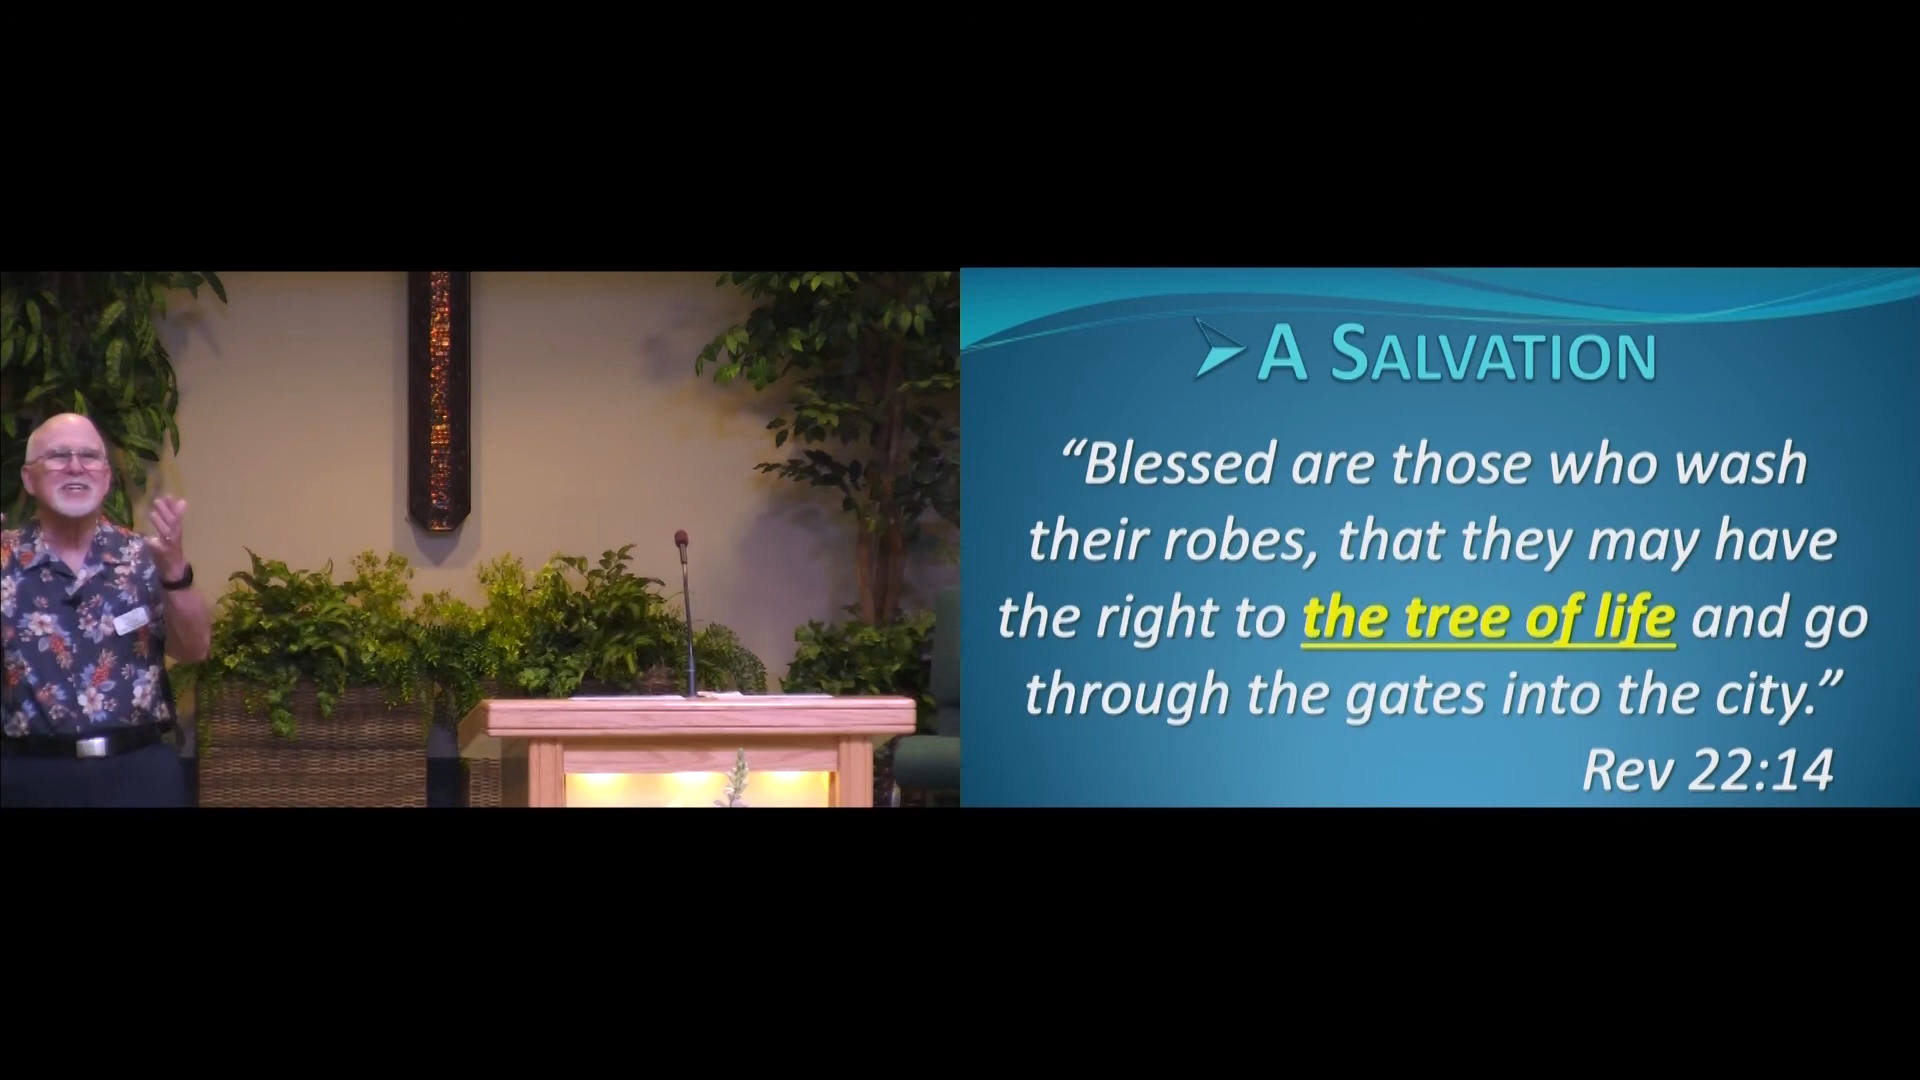 A SALVATION
“Blessed are those who wash
their robes, that they may have
the right to the tree of life and go
through the gates into the city.”
Rev 22:14